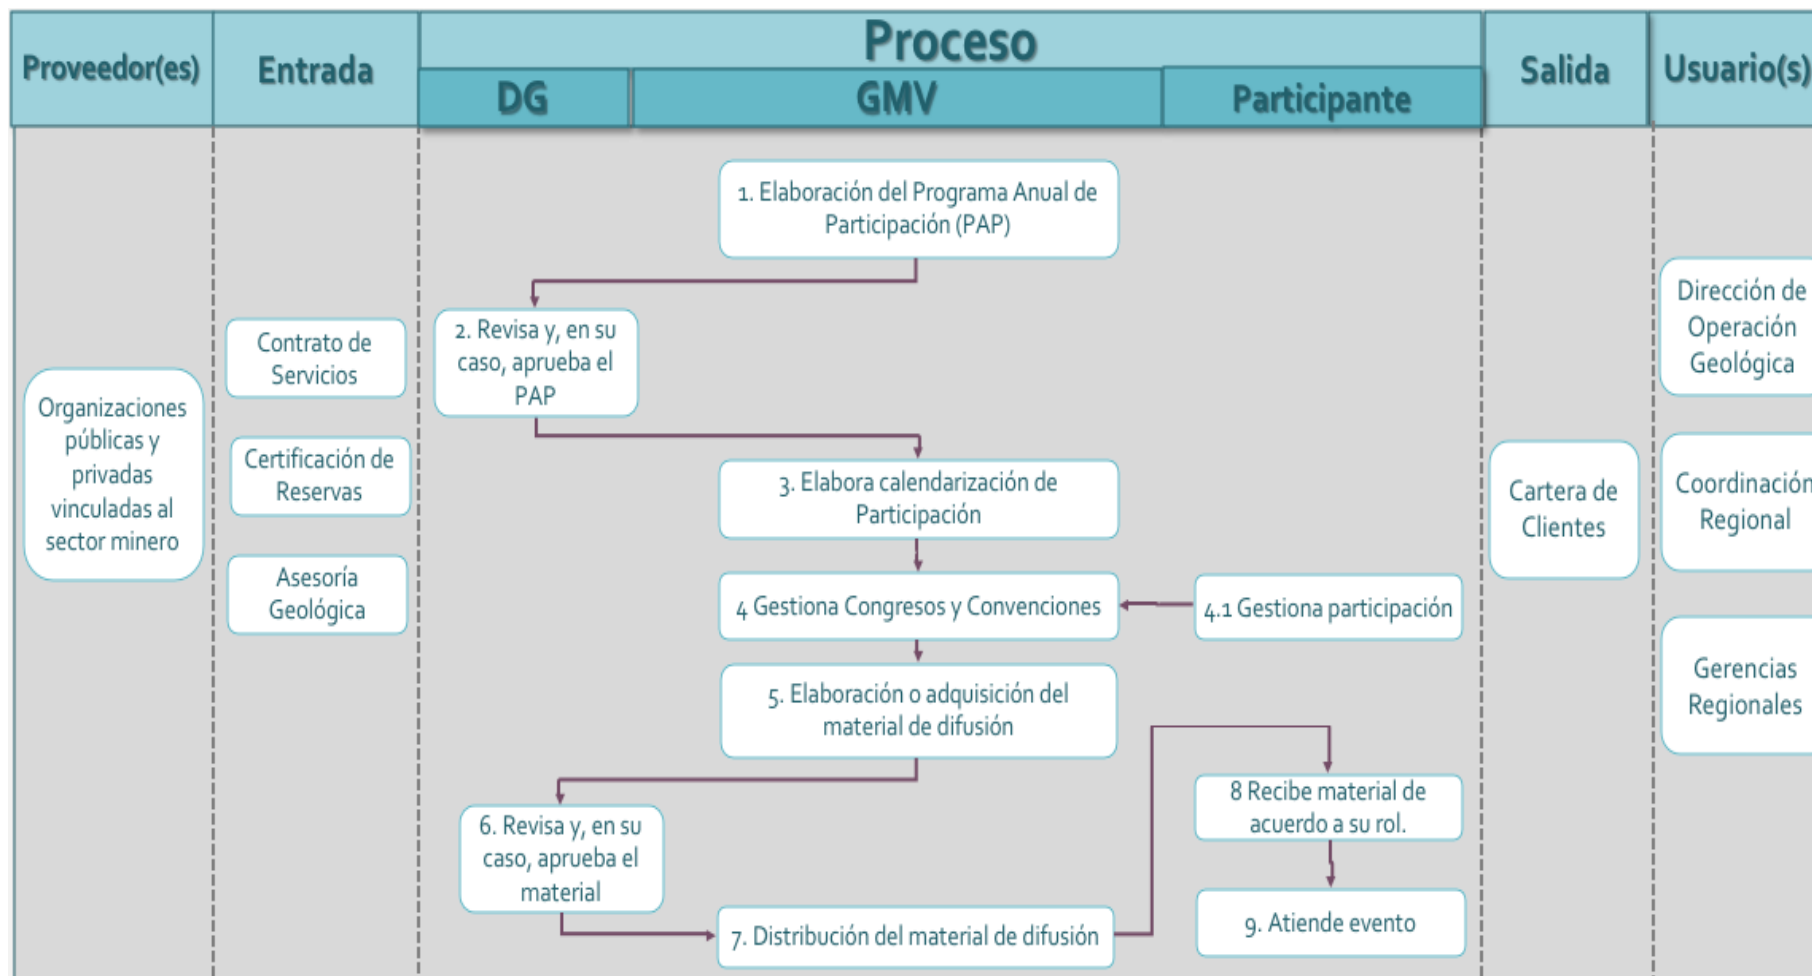 Proveedor(es)
Entrada
Proceso
DG
GMV
Participante
Salida
Usuario(s)
Organizaciones
públicas y
privadas
vinculadas al
sector minero
Contrato de
Servicios
Certificación de
Reservas
Asesoría
Geológica
1. Elaboración del Programa Anual de
Participación (PAP)
2. Revisa y, en su
caso, aprueba el
PAP
3. Elabora calendarización de
Participación
4 Gestiona Congresos y Convenciones
4.1 Gestiona participación
5. Elaboración o adquisición del
material de difusión
6. Revisa y, en su
caso, aprueba el
material
7. Distribución del material de difusión
8 Recibe material de
acuerdo a su rol.
9. Atiende evento
Cartera de
Clientes
Dirección de
Operación
Geológica
Coordinación
Regional
Gerencias
Regionales